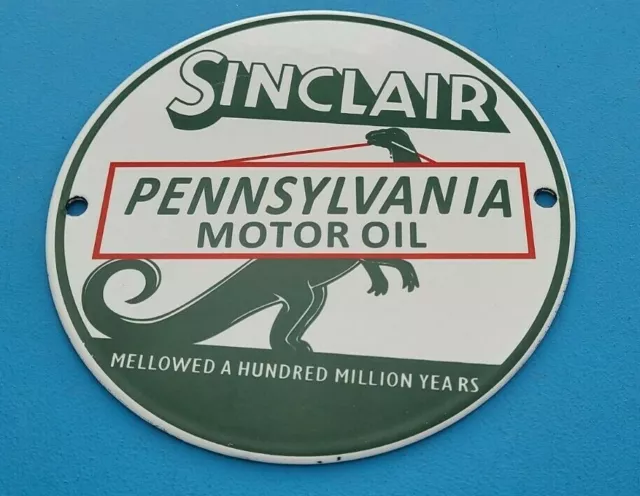 SINCLAIR
PENNSYLVANIA
MOTOR OIL
MELLOWED A HUNDRED MILLION YEARS